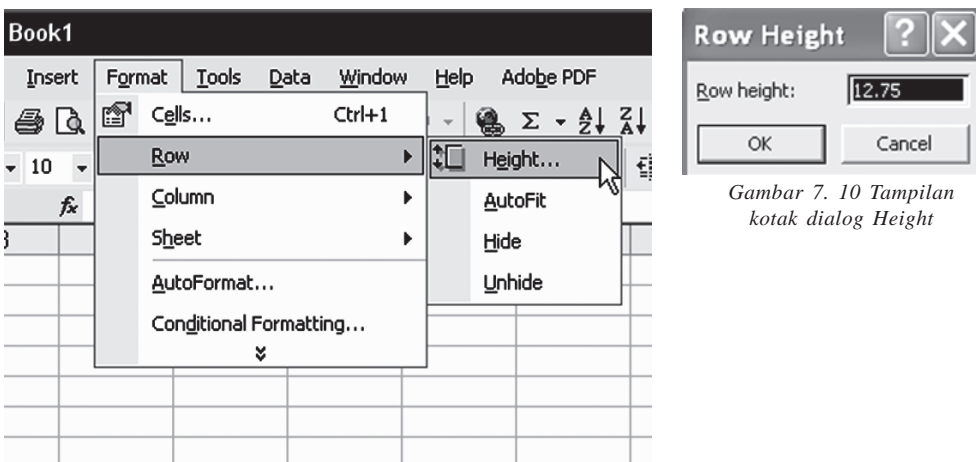 Book1
Insert Format Tools Data Window Help Adobe PDF
Cells... Ctrl+1
Row
Column
Sheet
AutoFormat...
Conditional Formatting...
Height...
AutoFit
Hide
Unhide
Σ A Z Z A
10
fx
Row Height ? X
Row height: 12.75
OK Cancel
Gambar 7. 10 Tampilan
kotak dialog Height